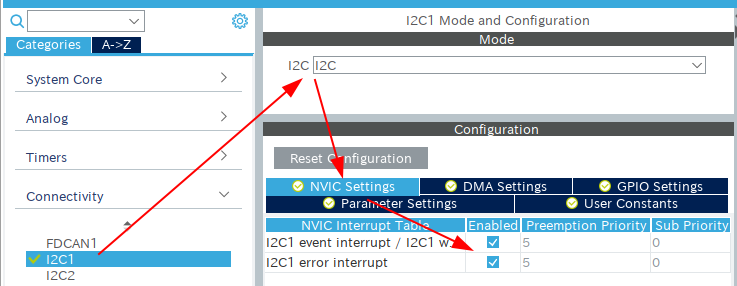 I2C1 Mode and Configuration
Categories A->Z
Mode
System Core
I2C I2C
Analog
Configuration
Timers
Reset Configuration
Connectivity
NVIC Settings DMA Settings GPIO Settings
Parameter Settings User Constants
NVIC Interrupt Table Enabled Preemption Priority Sub Priority
FDCAN1
I2C1 event interrupt / I2C1 w... 5 0
I2C1
I2C1 error interrupt 5 0
I2C2